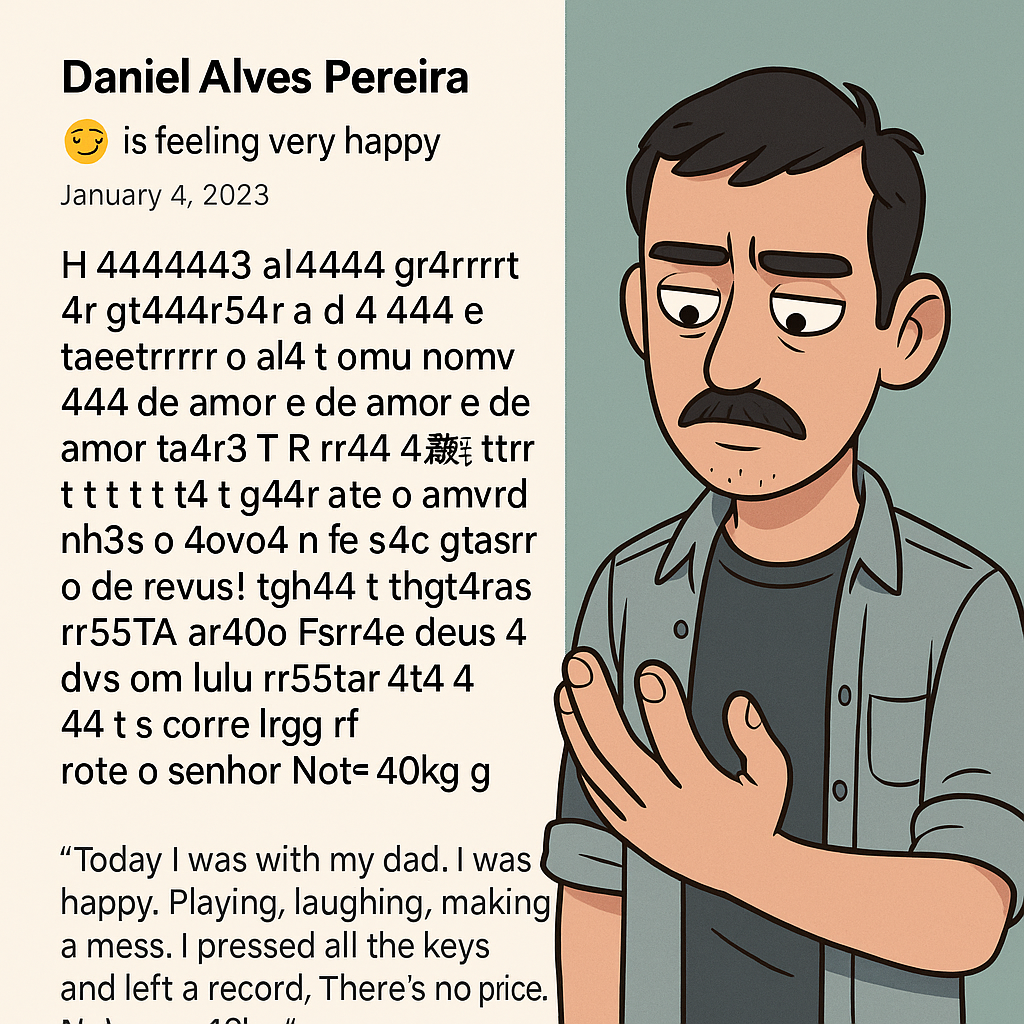 Daniel Alves Pereira
😏 is feeling very happy
January 4, 2023
H 4444443 al4444 gr4rrrrt
4r gt444r54r a d 4 444 e
taeetrrrrr o al4 t omu nomv
444 de amor e de amor e de
amor ta4r3 T R rr44 4 ttrr
t t t t t t4 t g44r ate o amvrd
nh3s o 4ovo4 n fe s4c gtasrr
o de revus! tgh44 t thgt4ras
rr55TA ar40o Fsrr4e deus 4
dvs om lulu rr55tar 4t4 4
44 t s corre lrgg rf
rote o senhor Not= 40kg g
“Today I was with my dad. I was
happy. Playing, laughing, making
a mess. I pressed all the keys
and left a record, There’s no price.